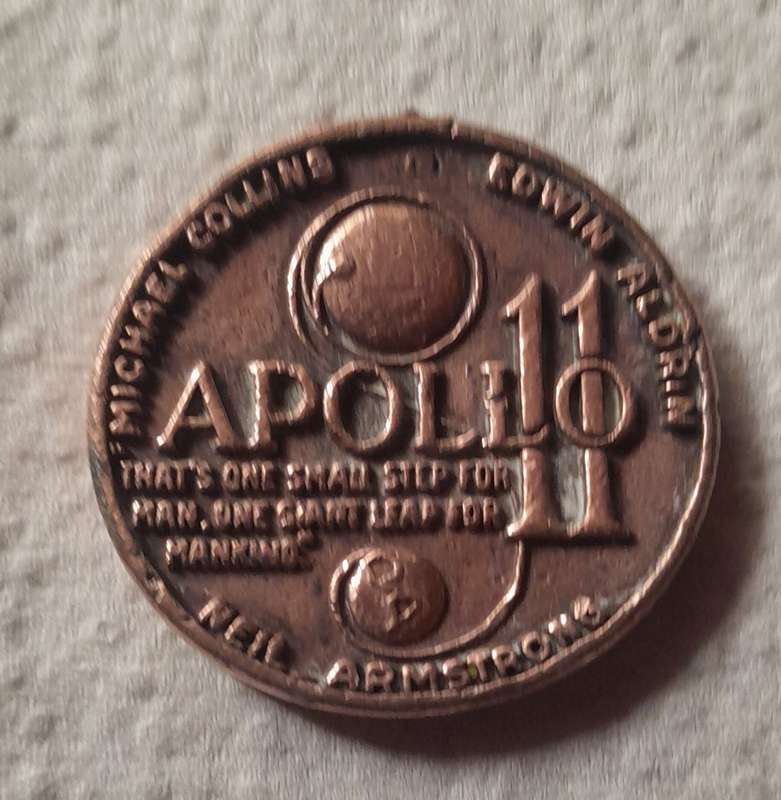 MICHAEL COLLINS
EDWIN ALDRIN
APOLLO 11
"THAT'S ONE SMALL STEP FOR
MAN, ONE GIANT LEAP FOR
MANKIND."
NEIL ARMSTRONG